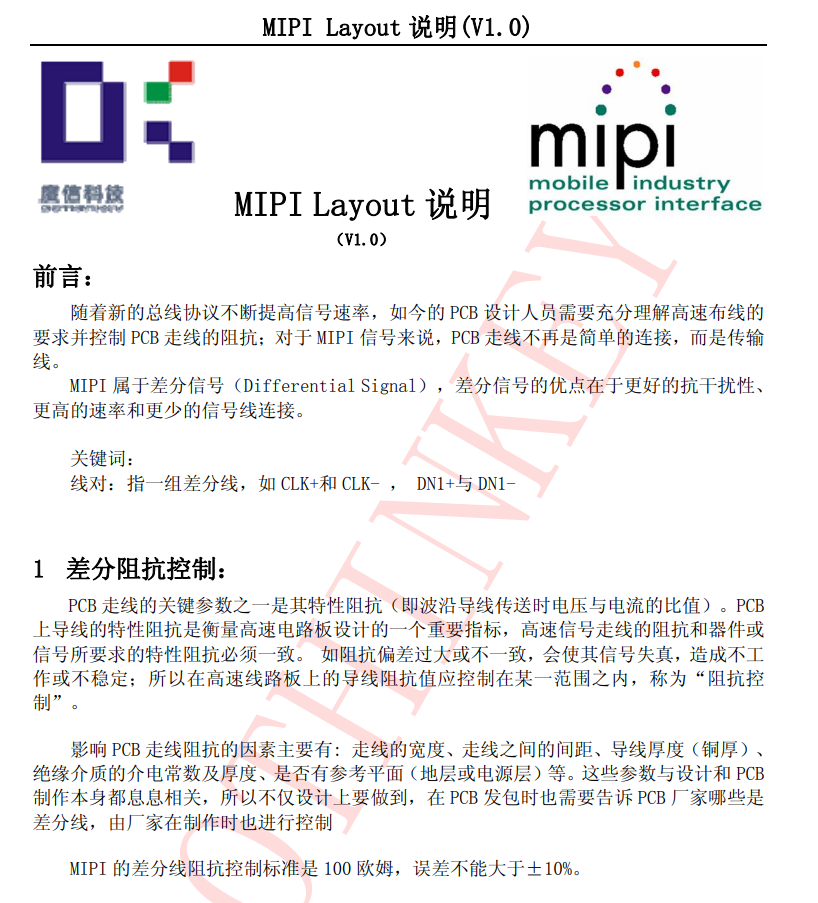 MIPI Layout 说明(V1.0)
mipi
mobile industry
processor interface
MIPI Layout 说明
（V1.0）
前言：
随着新的总线协议不断提高信号速率，如今的 PCB 设计人员需要充分理解高速布线的
要求并控制 PCB 走线的阻抗；对于 MIPI 信号来说，PCB 走线不再是简单的连接，而是传输
线。
MIPI 属于差分信号（Differential Signal），差分信号的优点在于更好的抗干扰性、
更高的速率和更少的信号线连接。
关键词：
线对：指一组差分线，如 CLK+和 CLK- ， DN1+与 DN1-
1 差分阻抗控制：
PCB 走线的关键参数之一是其特性阻抗（即波沿导线传送时电压与电流的比值）。PCB
上导线的特性阻抗是衡量高速电路板设计的一个重要指标，高速信号走线的阻抗和器件或
信号所要求的特性阻抗必须一致。 如阻抗偏差过大或不一致，会使其信号失真，造成不工
作或不稳定；所以在高速线路板上的导线阻抗值应控制在某一范围之内，称为“阻抗控
制”。
影响 PCB 走线阻抗的因素主要有：走线的宽度、走线之间的间距、导线厚度（铜厚）、
绝缘介质的介电常数及厚度、是否有参考平面（地层或电源层）等。这些参数与设计和 PCB
制作本身都息息相关，所以不仅设计上要做到，在 PCB 发包时也需要告诉 PCB 厂家哪些是
差分线，由厂家在制作时也进行控制
MIPI 的差分线阻抗控制标准是 100 欧姆，误差不能大于±10%。